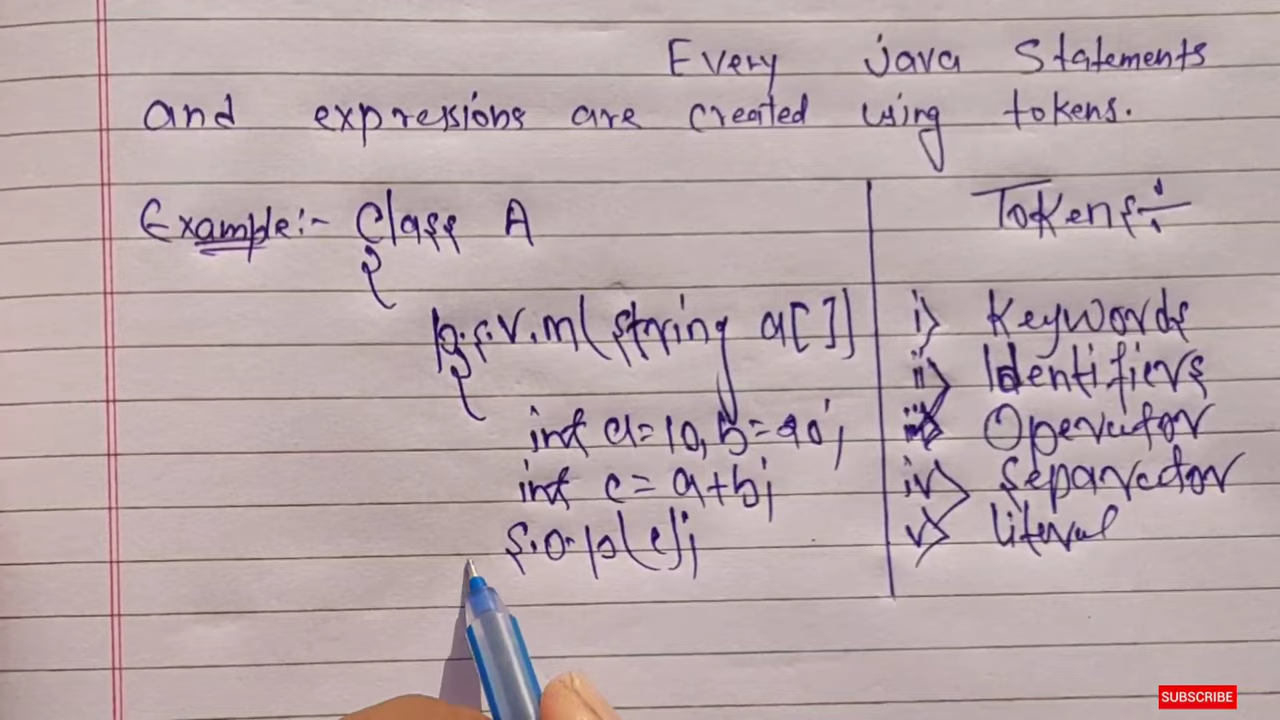 Every java Statements
and expressions are created using tokens.
Example:- Class A
{
p.s.v.m(string a[])
{
int a=10, b=20;
int c= a+b;
s.o.p(c);
Tokens:
i) Keywords
ii) Identifiers
iii) Operator
iv) Separator
v) literal
SUBSCRIBE